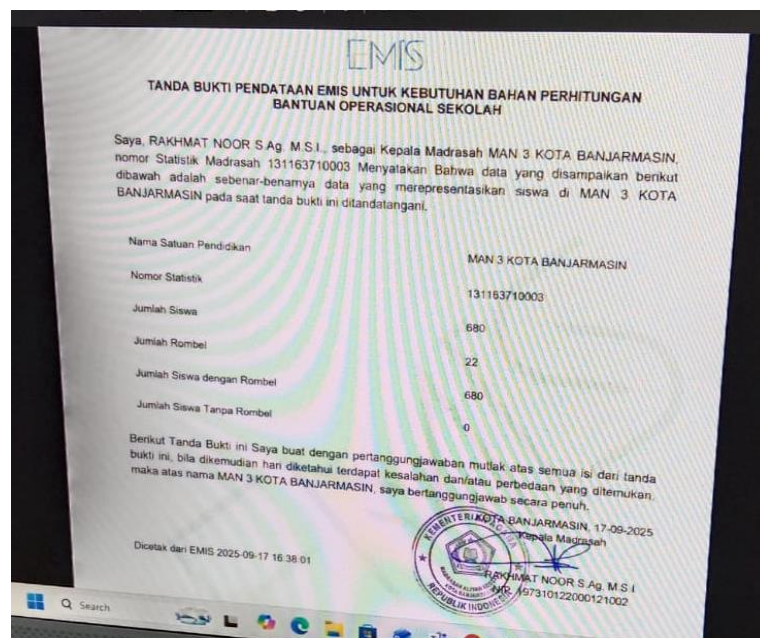 EMIS
TANDA BUKTI PENDATAAN EMIS UNTUK KEBUTUHAN BAHAN PERHITUNGAN
BANTUAN OPERASIONAL SEKOLAH
Saya, RAKHMAT NOOR S.Ag. M.S.I., sebagai Kepala Madrasah MAN 3 KOTA BANJARMASIN,
nomor Statistik Madrasah 131163710003 Menyatakan Bahwa data yang disampaikan berikut
dibawah adalah sebenar-benarnya data yang merepresentasikan siswa di MAN 3 KOTA
BANJARMASIN pada saat tanda bukti ini ditandatangani.
Nama Satuan Pendidikan
MAN 3 KOTA BANJARMASIN
Nomor Statistik
131163710003
Jumlah Siswa
680
Jumlah Rombel
22
Jumlah Siswa dengan Rombel
680
Jumlah Siswa Tanpa Rombel
0
Berikut Tanda Bukti ini Saya buat dengan pertanggungjawaban mutlak atas semua isi dari tanda
bukti ini, bila dikemudian hari diketahui terdapat kesalahan dan/atau perbedaan yang ditemukan.
maka atas nama MAN 3 KOTA BANJARMASIN, saya bertanggungjawab secara penuh.
KOTA BANJARMASIN, 17-09-2025
Kepala Madrasah
KEMENTERIAN AGAMA
REPUBLIK INDONESIA
RAKHMAT NOOR S.Ag. M.S.I.
NIP. 197310122000121002
Dicetak dari EMIS 2025-09-17 16:38:01
Search